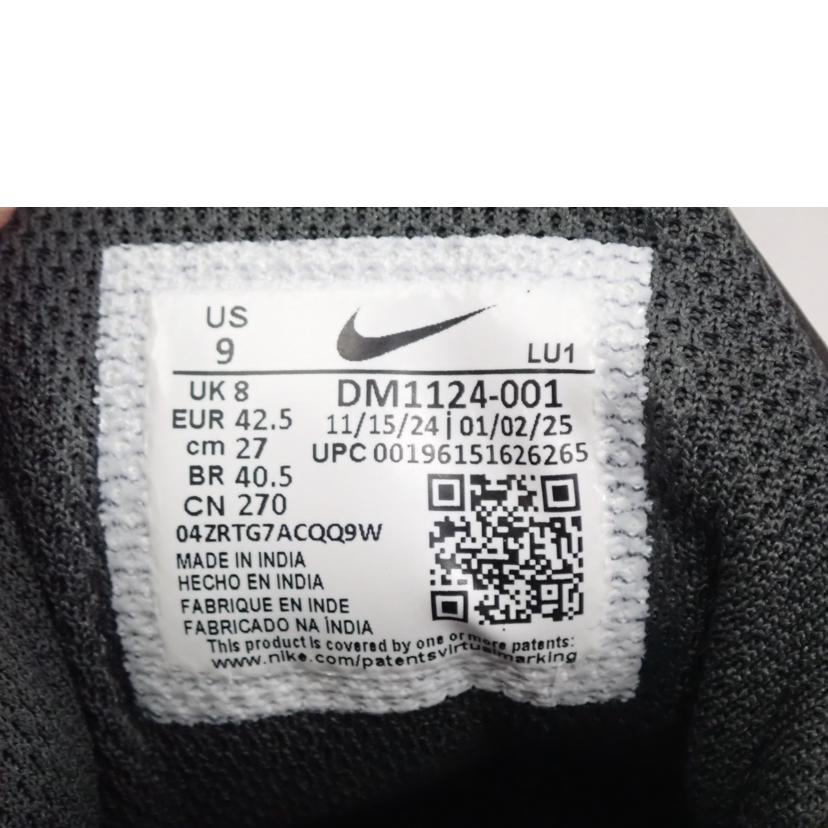 US
9
LU1
UK 8
EUR 42.5
cm 27
BR 40.5
CN 270
04ZRTG7ACQQ9W
DM1124-001
11/15/24 | 01/02/25
UPC 00196151626265
MADE IN INDIA
HECHO EN INDIA
FABRIQUE EN INDE
FABRICADO NA ÍNDIA
This product is covered by one or more patents:
www.nike.com/patentsvirtualmarking